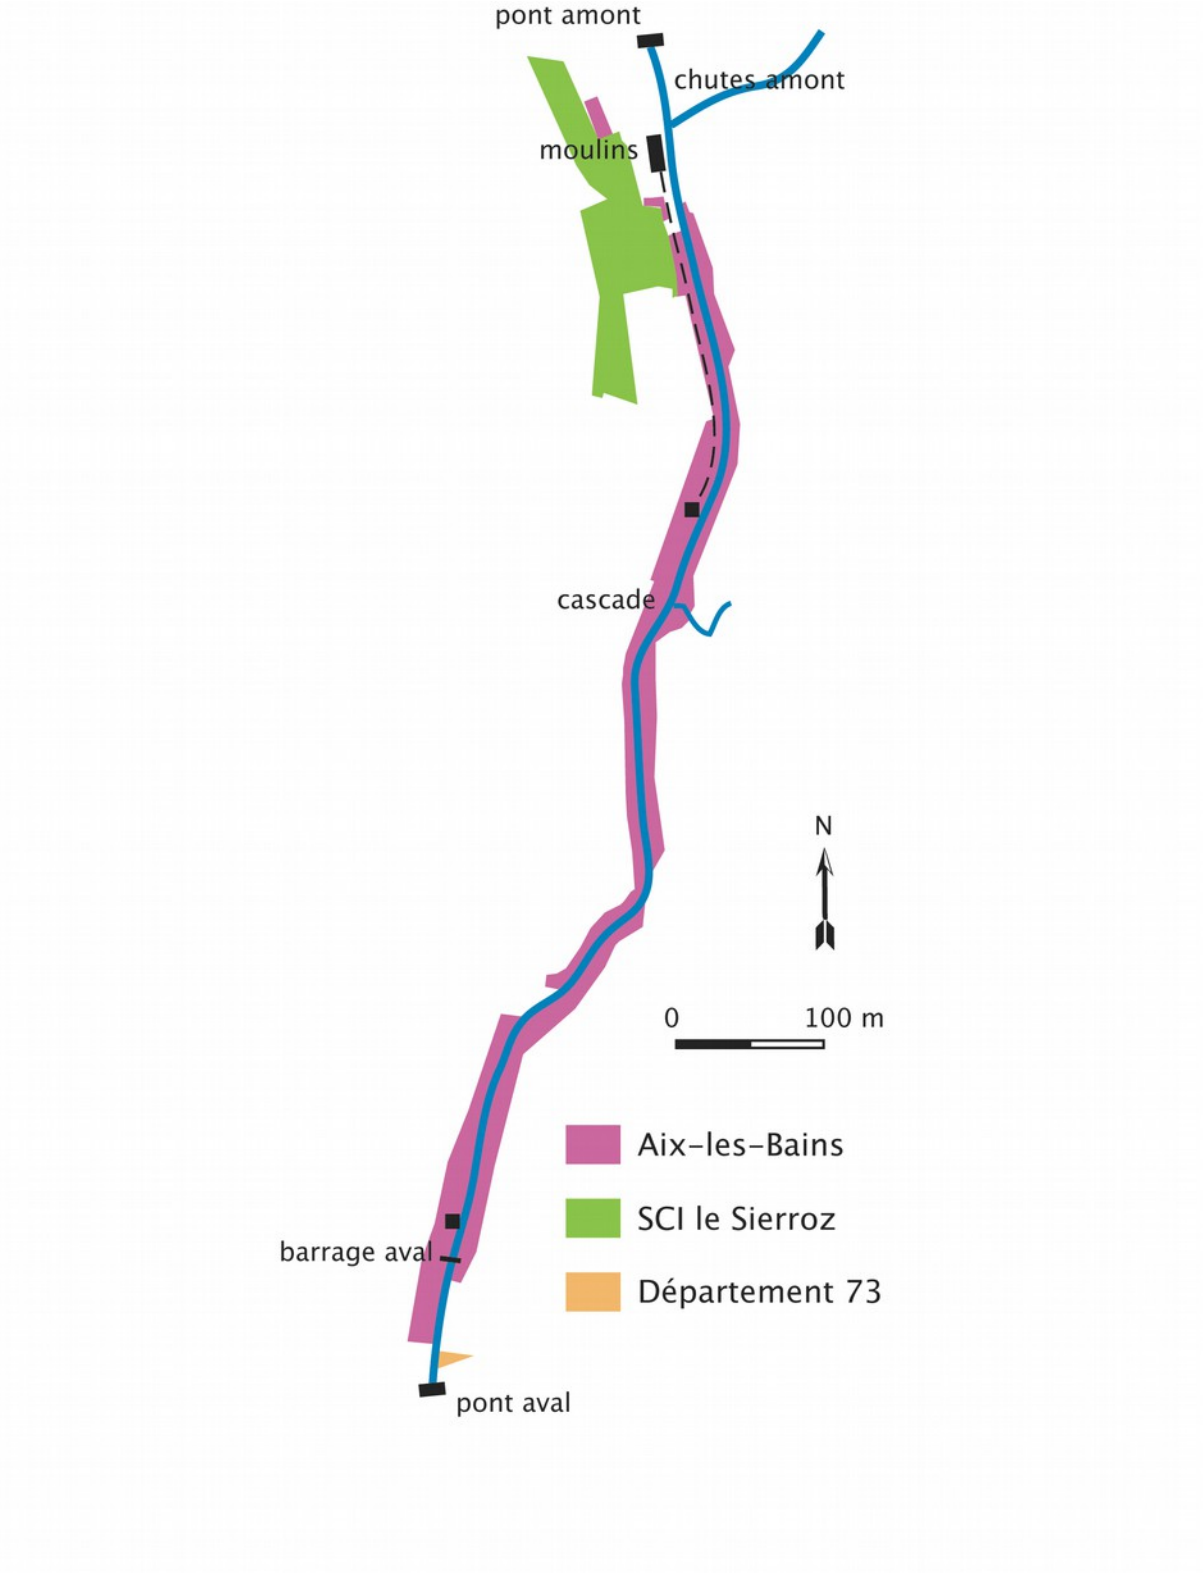 pont amont
chutes amont
moulins
cascade
N
0 100 m
Aix-les-Bains
SCI le Sierroz
barrage aval
Département 73
pont aval